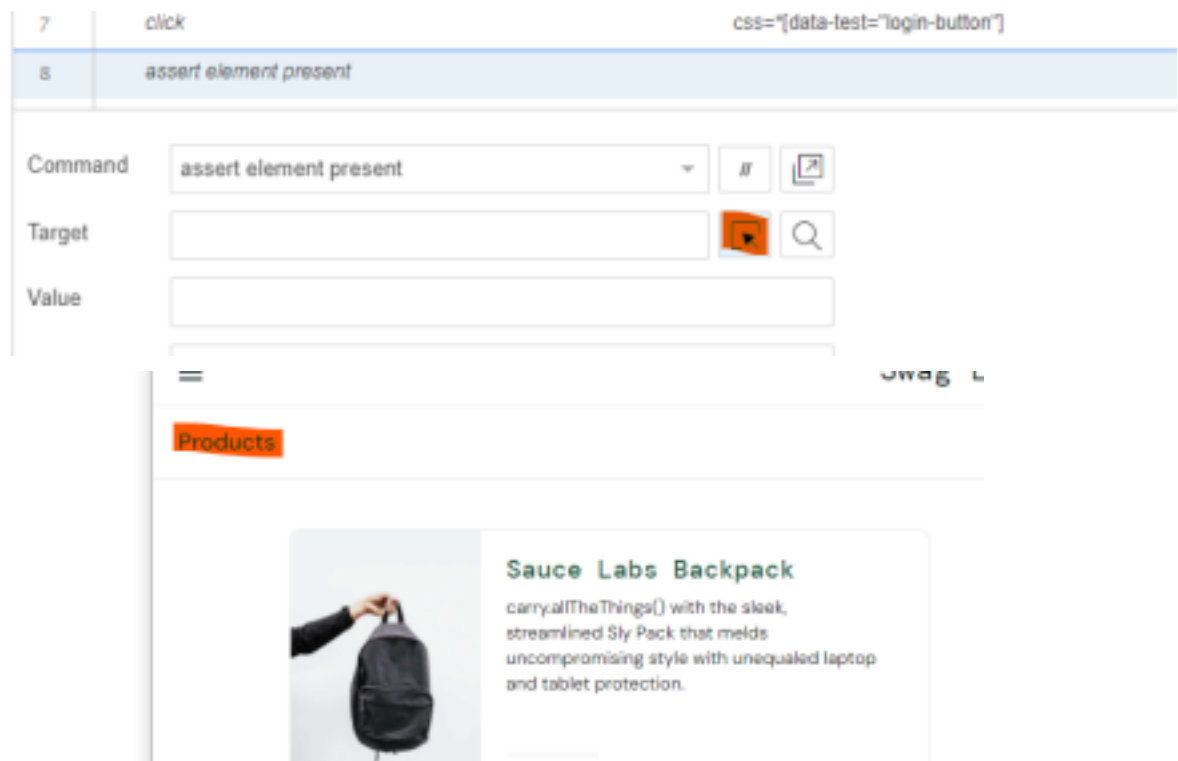 7 click css=*[data-test="login-button"]
8 assert element present
Command assert element present //
Target
Value
Swag
Products
Sauce Labs Backpack
carry.allTheThings() with the sleek,
streamlined Sly Pack that melds
uncompromising style with unequaled laptop
and tablet protection.